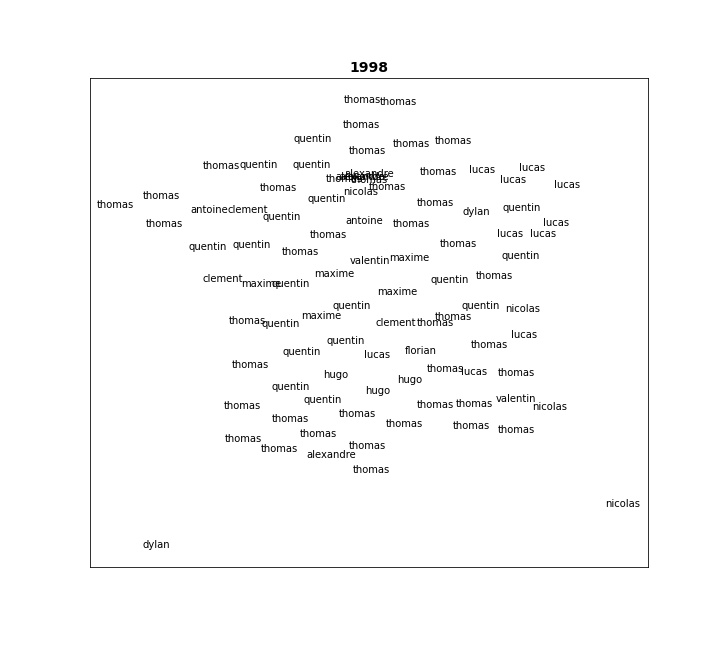 1998
thomas thomas
thomas
quentin
thomas thomas
thomas
thomas quentin quentin
thomas lucas lucas
alexandre
lucas
thomas
lucas
thomas
nicolas
thomas
quentin
thomas
thomas
antoine clement
dylan quentin
quentin
antoine
thomas
thomas
lucas
thomas
lucas lucas
quentin quentin
thomas
thomas
valentin maxime
quentin
maxime
thomas
clement maxime quentin
quentin
maxime
quentin
quentin nicolas
maxime
thomas
thomas quentin
clement thomas
lucas
quentin
thomas
quentin
lucas florian
thomas
thomas lucas thomas
hugo
hugo
quentin
hugo
quentin
valentin
thomas
thomas thomas nicolas
thomas
thomas
thomas
thomas thomas
thomas
thomas
thomas
thomas
alexandre
thomas
nicolas
dylan